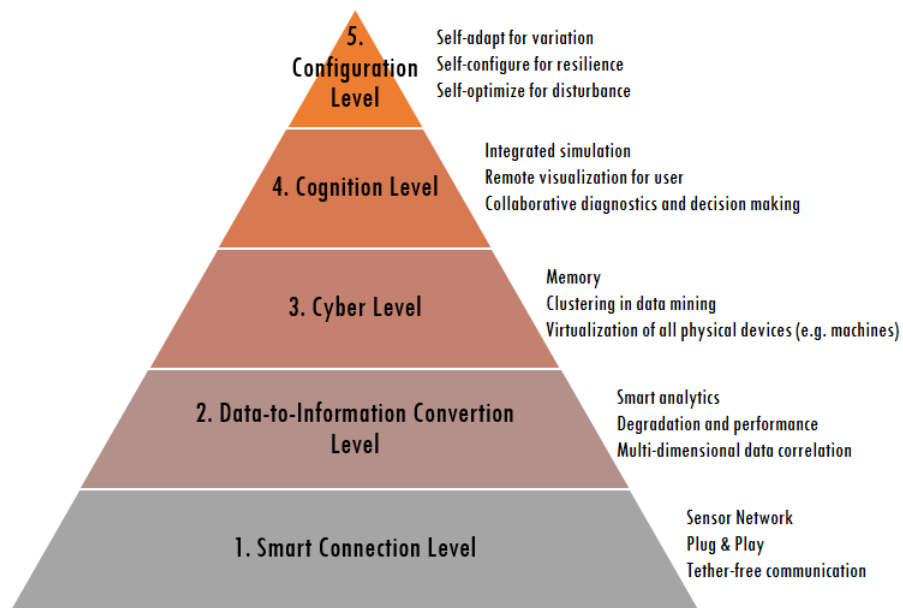 5.
Configuration
Level
Self-adapt for variation
Self-configure for resilience
Self-optimize for disturbance
4. Cognition Level
Integrated simulation
Remote visualization for user
Collaborative diagnostics and decision making
3. Cyber Level
Memory
Clustering in data mining
Virtualization of all physical devices (e.g. machines)
2. Data-to-Information Convertion
Level
Smart analytics
Degradation and performance
Multi-dimensional data correlation
1. Smart Connection Level
Sensor Network
Plug & Play
Tether-free communication